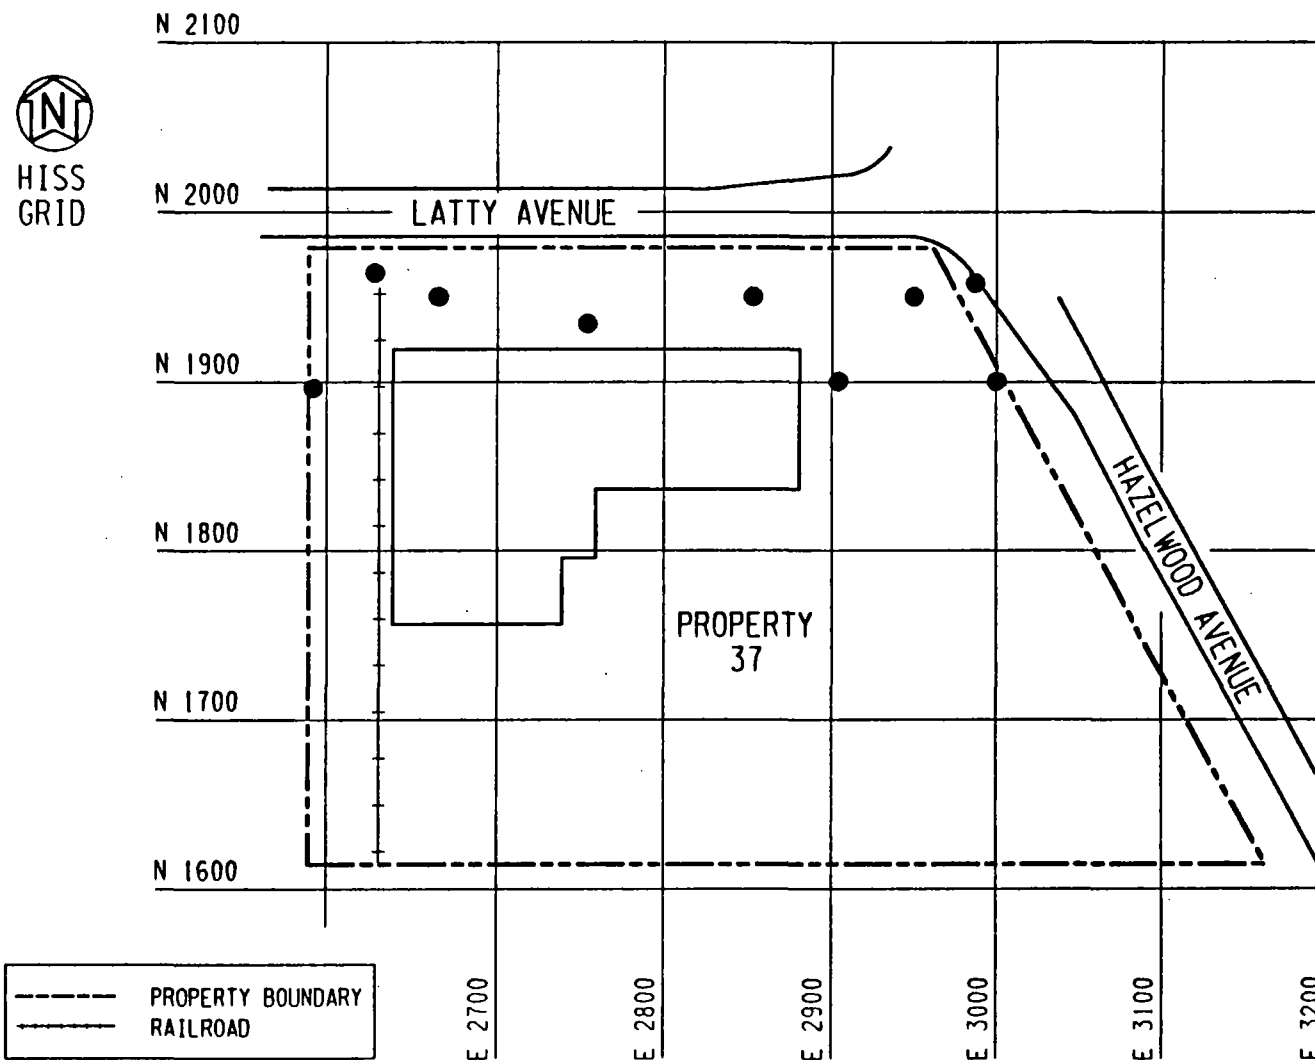 N 2100
N
HISS
GRID
N 2000
LATTY AVENUE
N 1900
N 1800
HAZELWOOD AVENUE
PROPERTY
37
N 1700
N 1600
E 2700
E 2800
E 2900
E 3000
E 3100
E 3200
PROPERTY BOUNDARY
RAILROAD